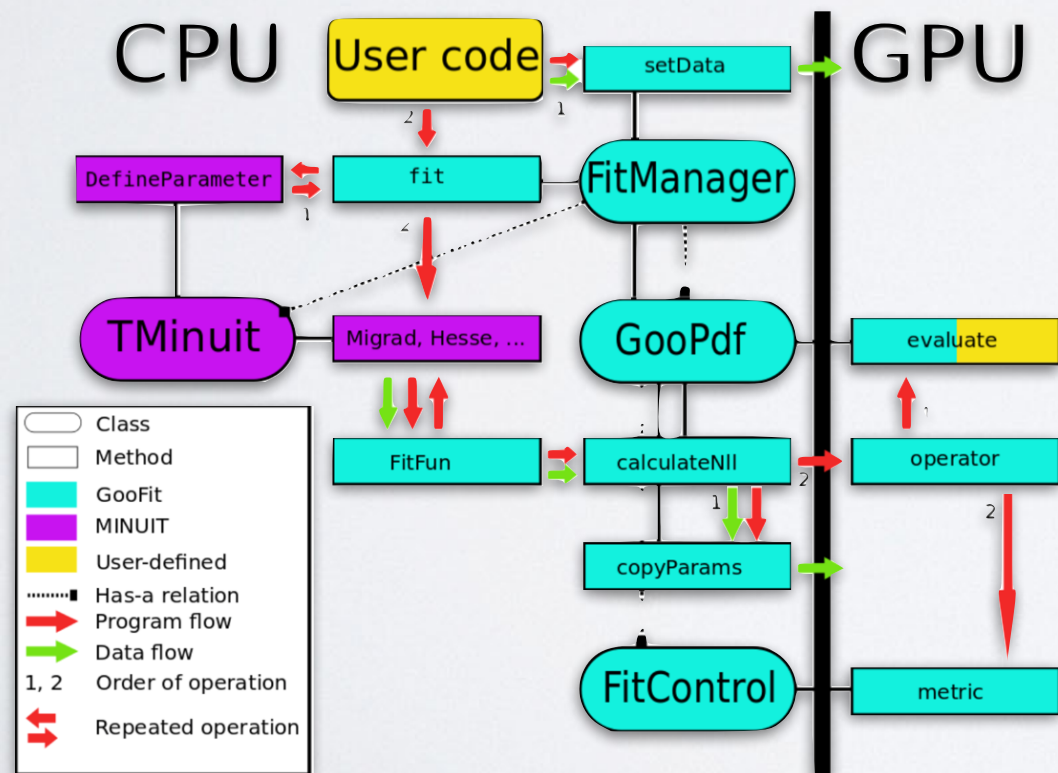 CPU
User code
setData
GPU
1
2
DefineParameter
fit
FitManager
1
2
TMinuit
Migrad, Hesse, ...
GooPdf
evaluate
1
FitFun
calculateNll
operator
2
1
2
copyParams
FitControl
metric
Class
Method
GooFit
MINUIT
User-defined
Has-a relation
Program flow
Data flow
1, 2 Order of operation
Repeated operation